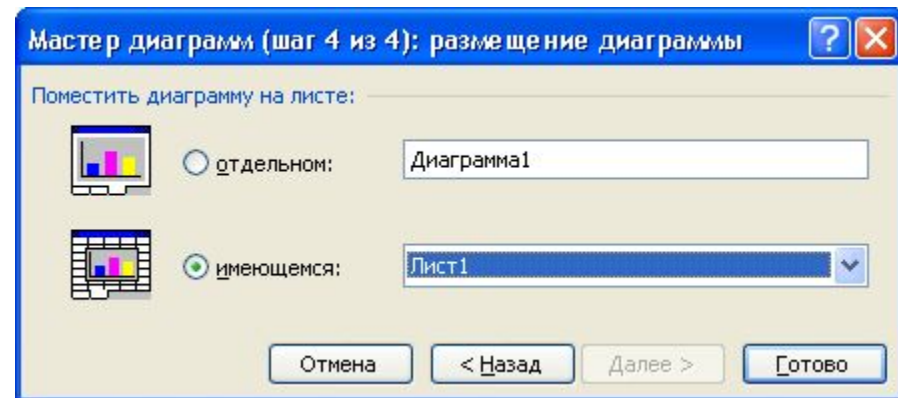 Мастер диаграмм (шаг 4 из 4): размещение диаграммы
Поместить диаграмму на листе:
отдельном: Диаграмма1
имеющемся: Лист1
Отмена < Назад Далее > Готово